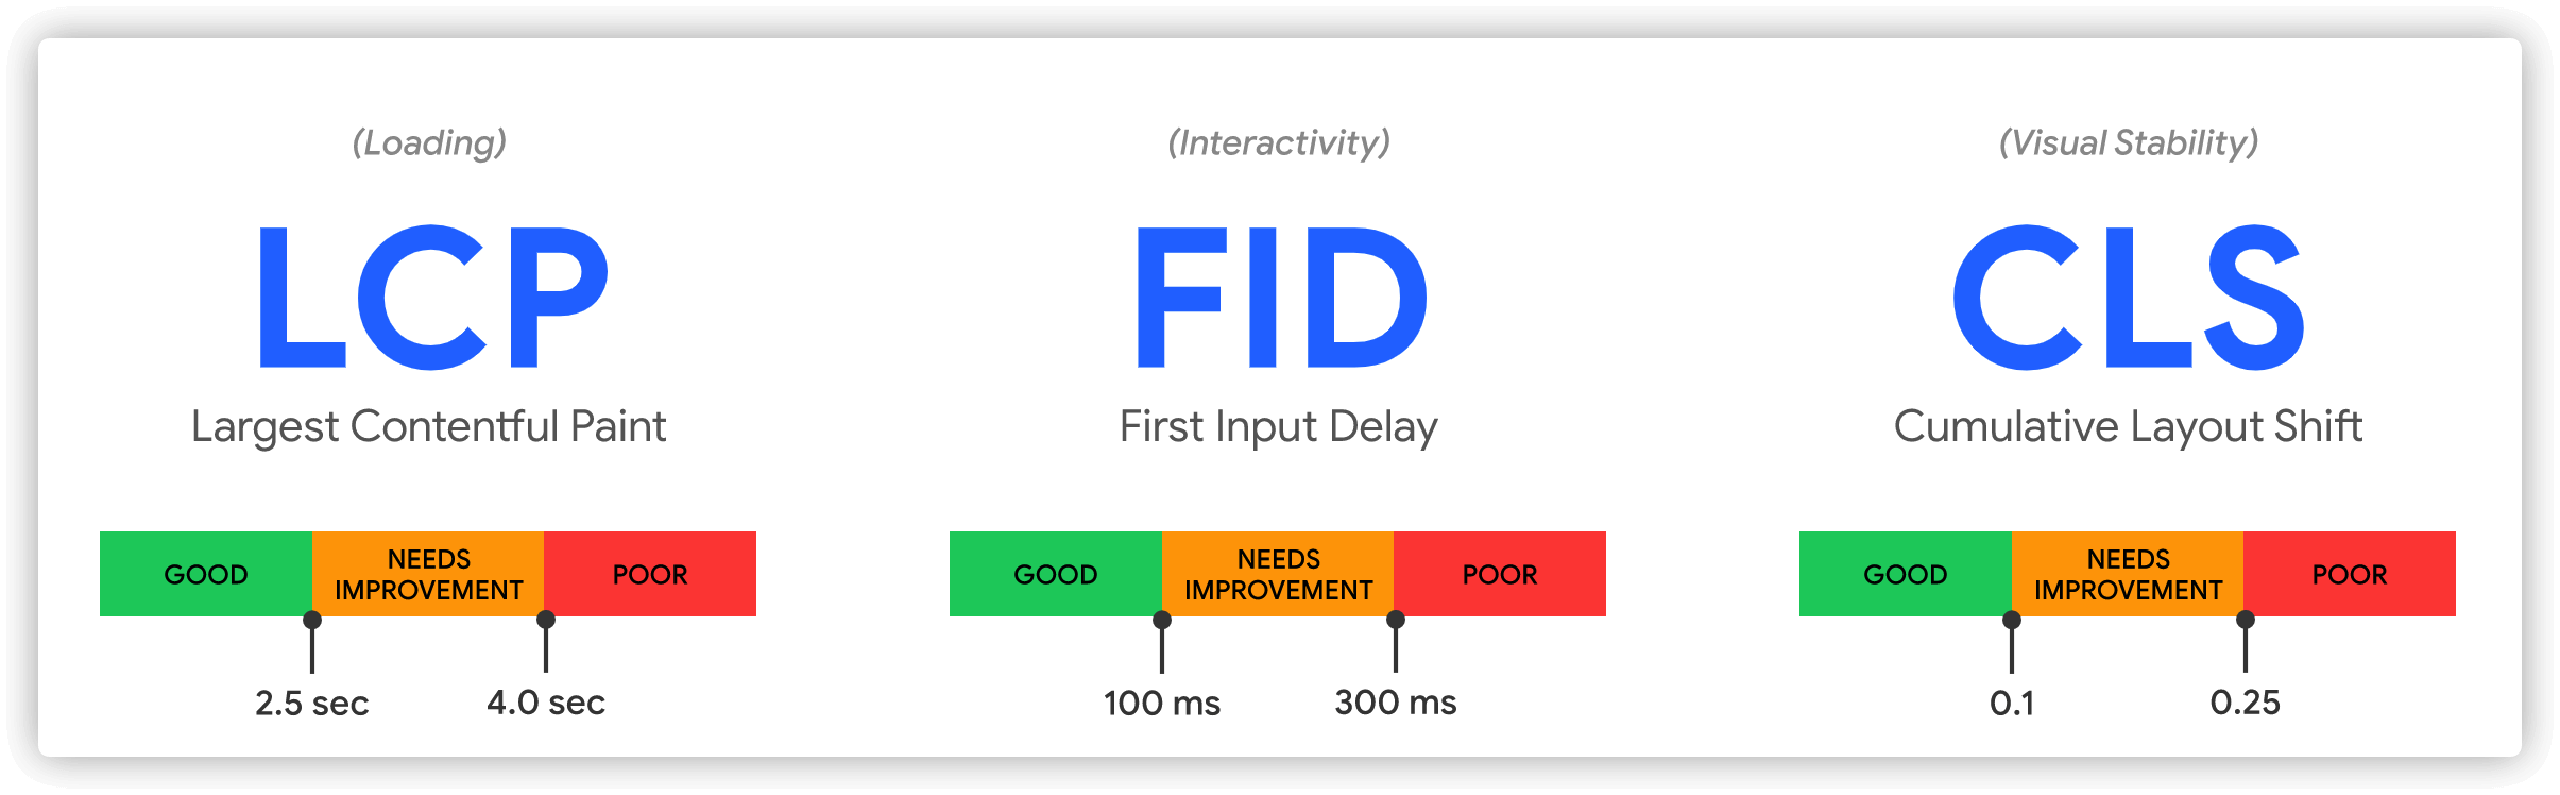 (Loading)
LCP
Largest Contentful Paint
GOOD
NEEDS
IMPROVEMENT
POOR
2.5 sec
4.0 sec
(Interactivity)
FID
First Input Delay
GOOD
NEEDS
IMPROVEMENT
POOR
100 ms
300 ms
(Visual Stability)
CLS
Cumulative Layout Shift
GOOD
NEEDS
IMPROVEMENT
POOR
0.1
0.25